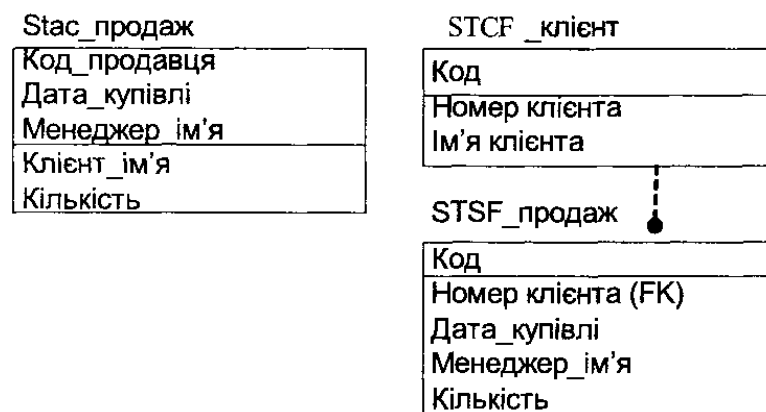 Stac_продаж
Код_продавця
Дата_купівлі
Менеджер_ім'я
Клієнт_ім'я
Кількість
STCF _клієнт
Код
Номер клієнта
Ім'я клієнта
STSF_продаж
Код
Номер клієнта (FK)
Дата_купівлі
Менеджер_ім'я
Кількість